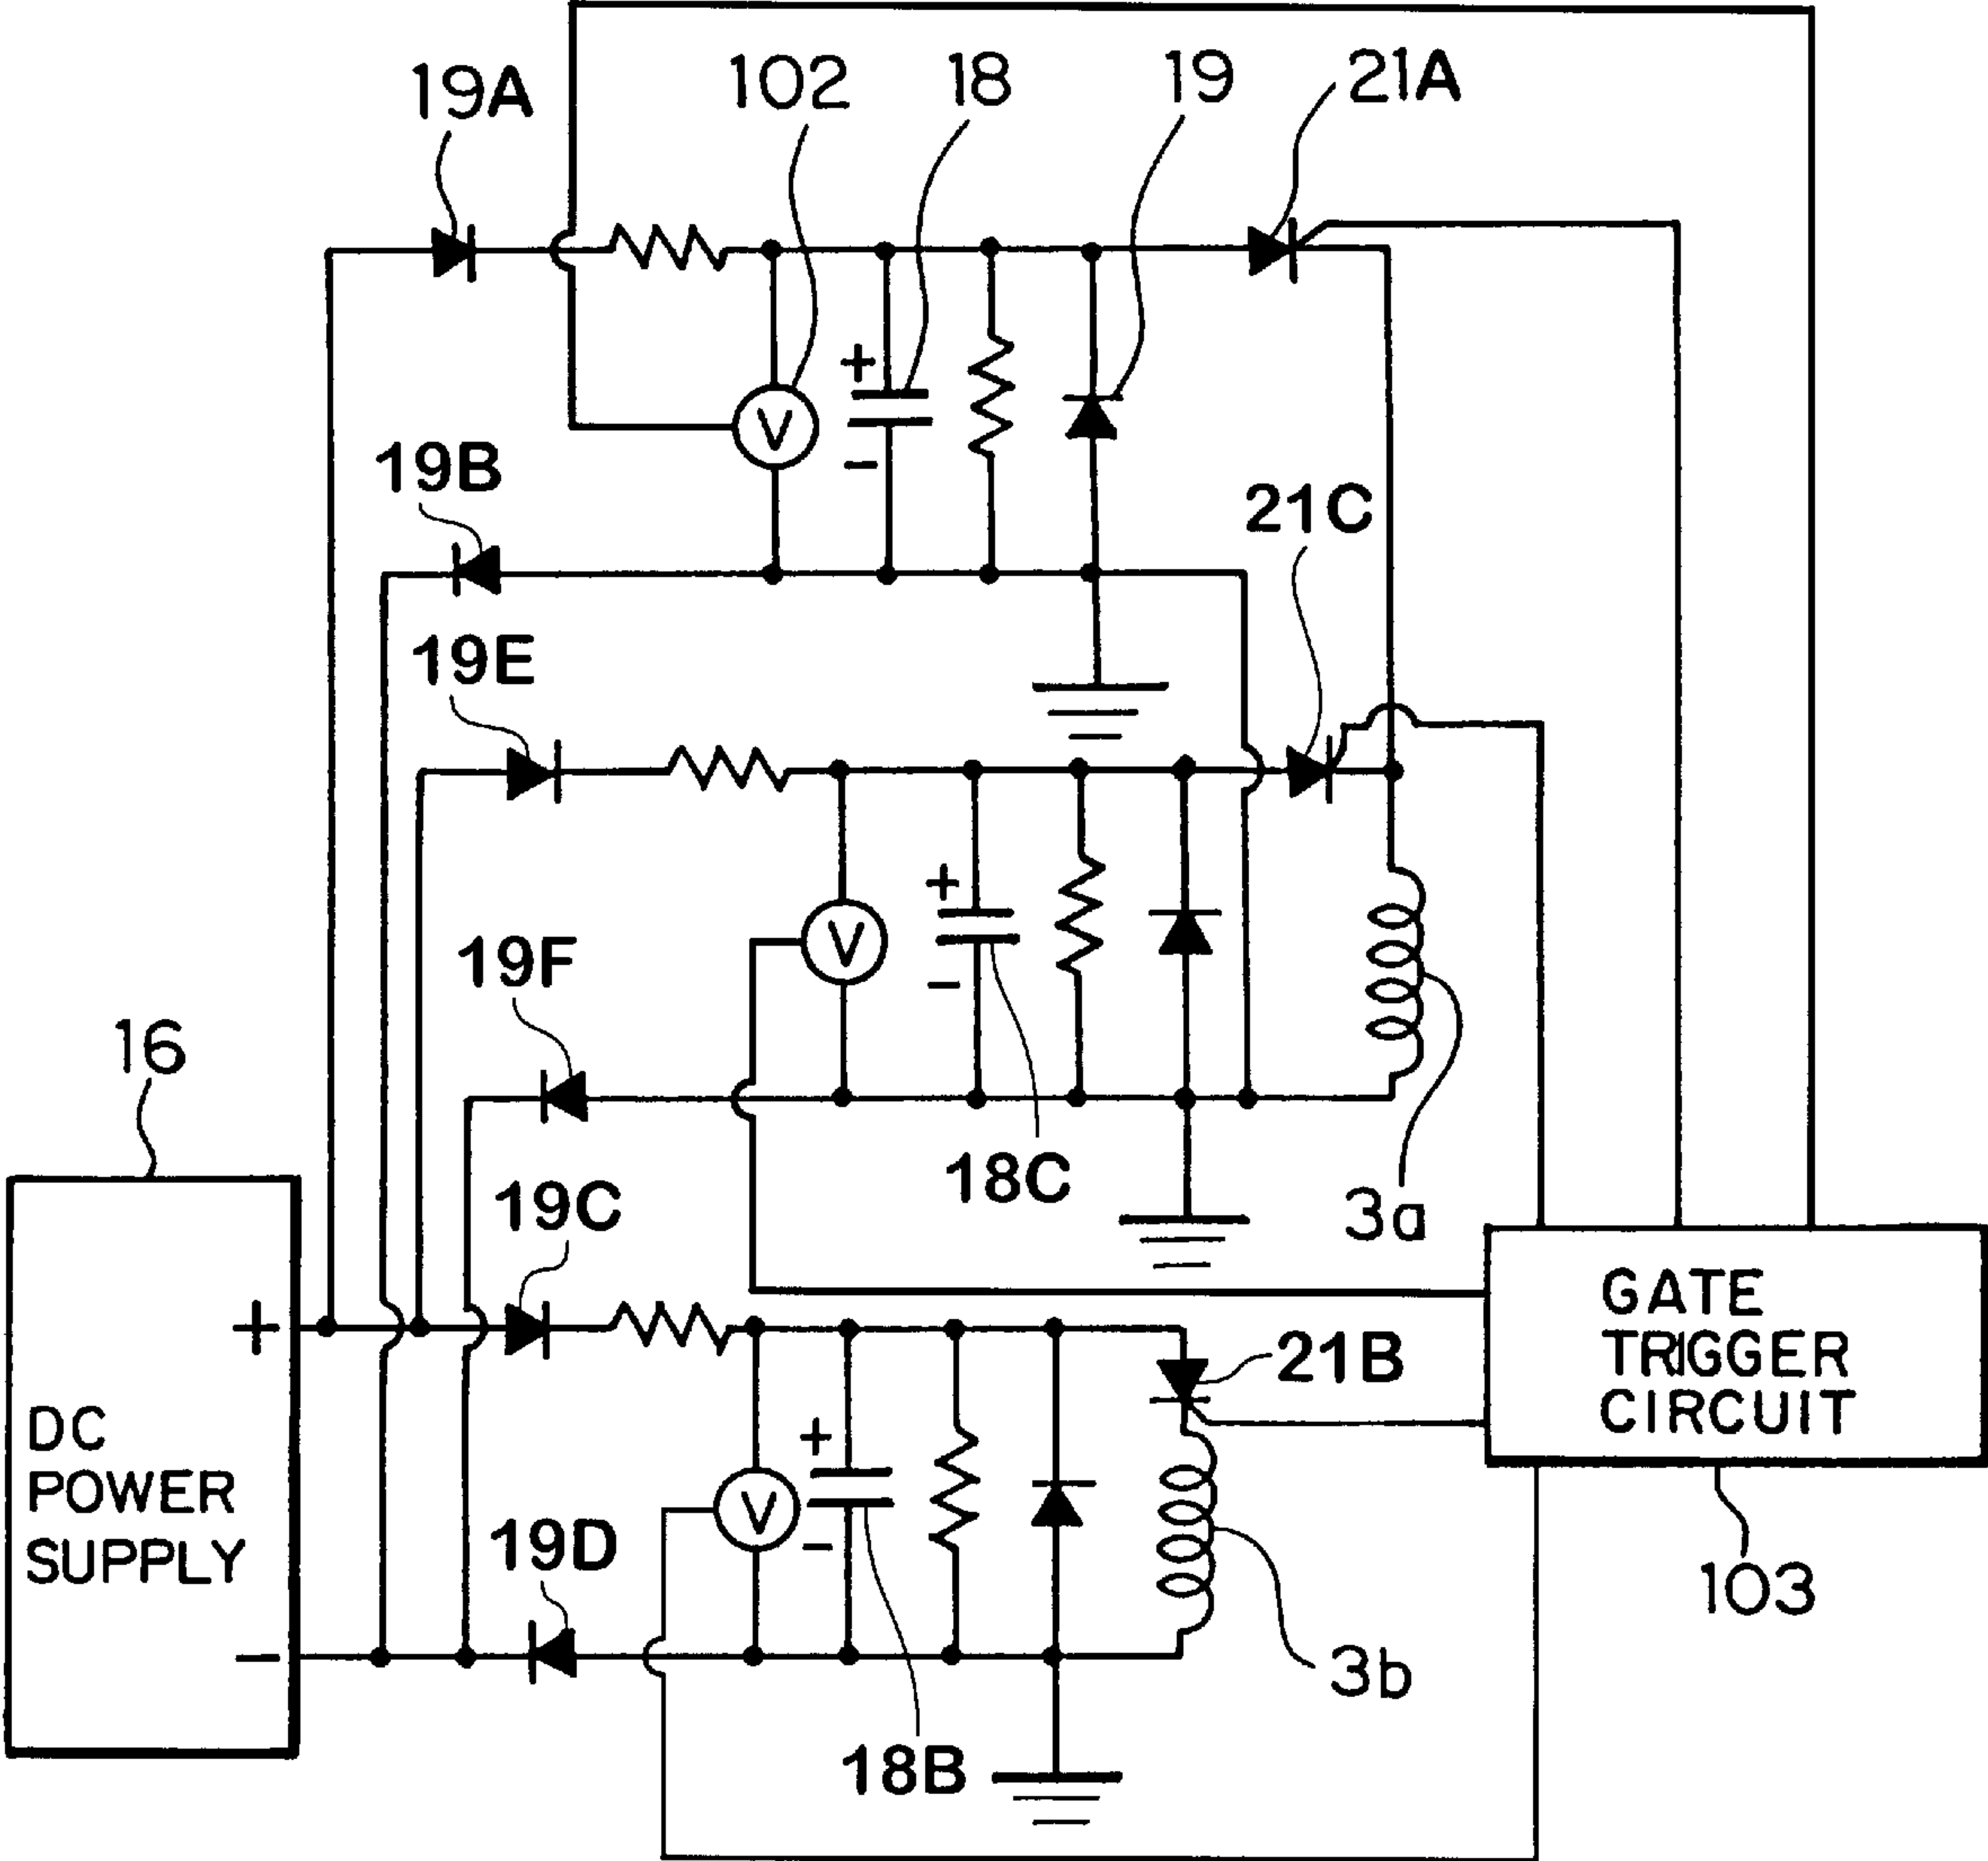 19A
102
18
19
21A
+
V
-
19B
21C
19E
+
V
-
19F
16
18C
3a
19C
+
DC
POWER
SUPPLY
-
GATE
TRIGGER
CIRCUIT
21B
+
V
-
19D
103
3b
18B